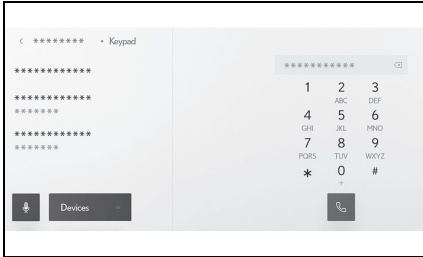 < ******** • Keypad
************
***********
1 2 3
ABC DEF
************
*******
4 5 6
GHI JKL MNO
************
*******
7 8 9
PQRS TUV WXYZ
* 0 #
+
Devices